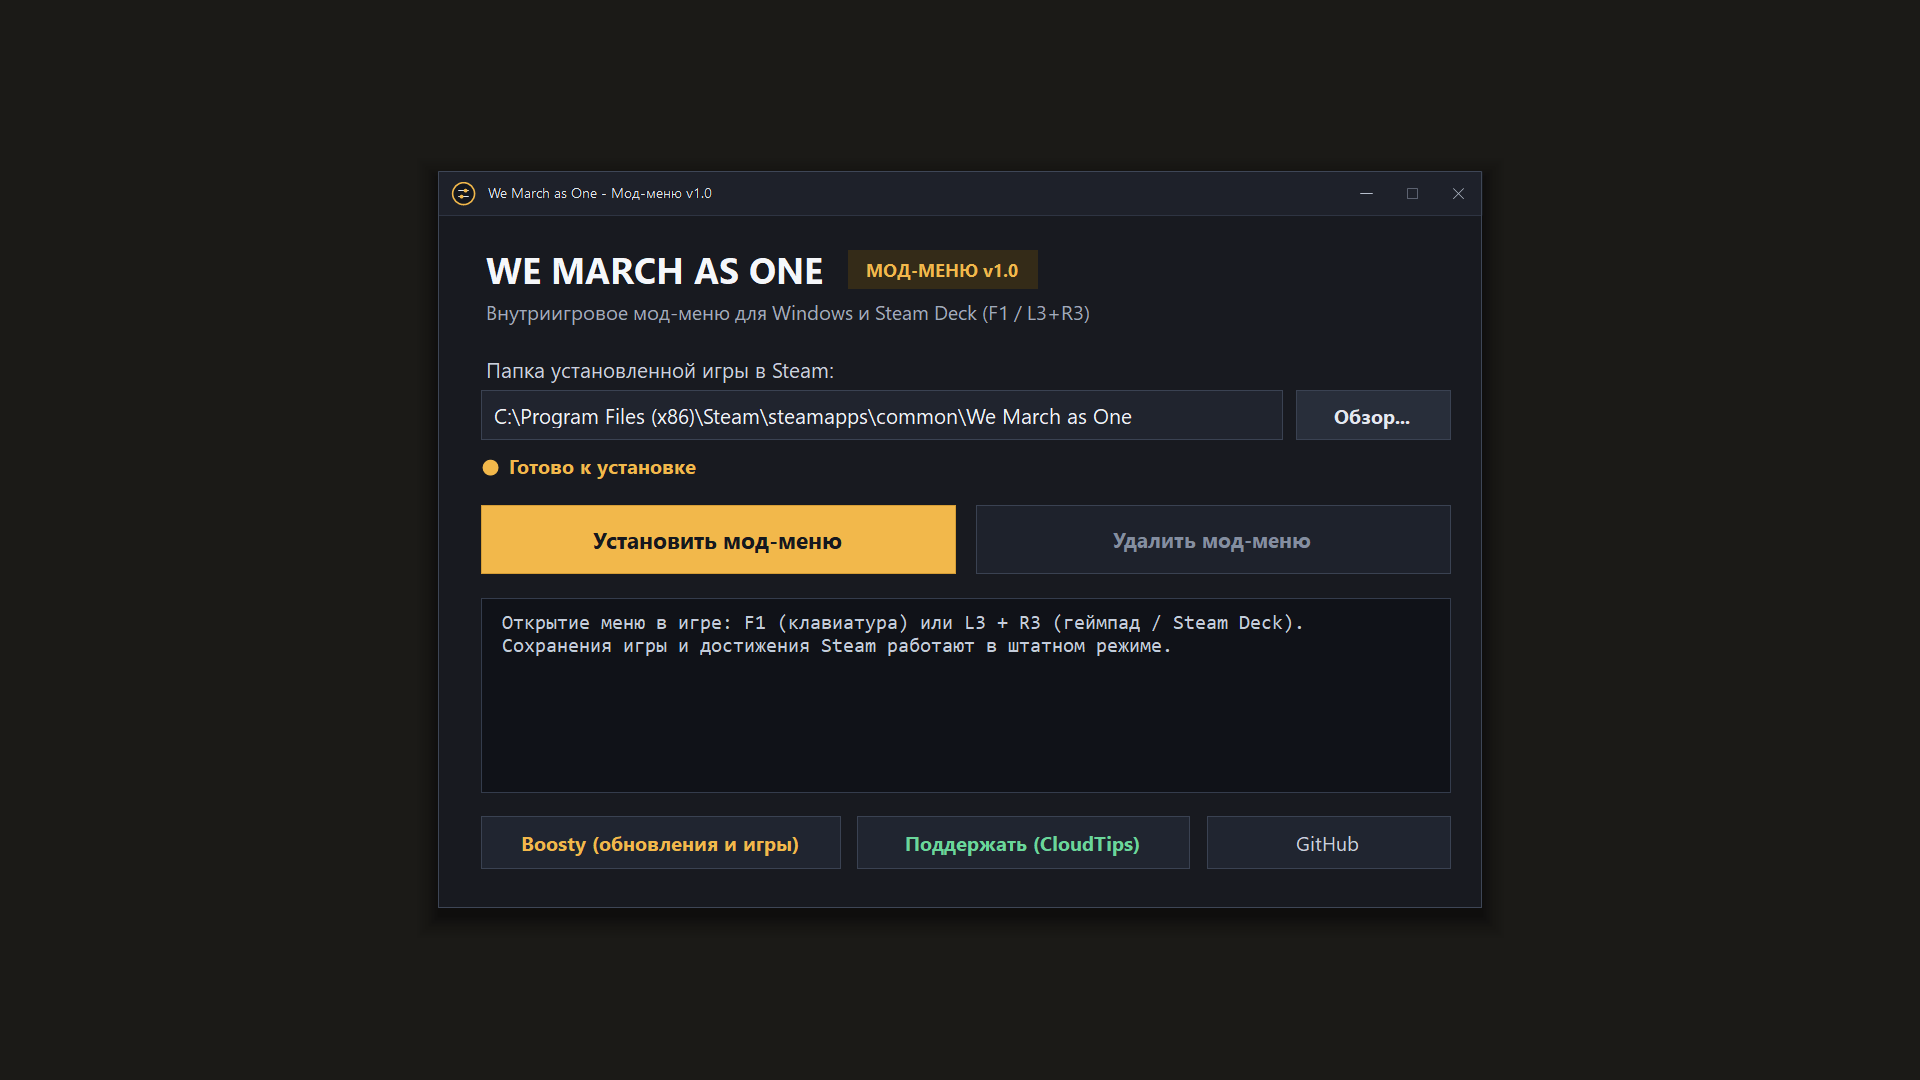 We March as One - Мод-меню v1.0
WE MARCH AS ONE
МОД-МЕНЮ v1.0
Внутриигровое мод-меню для Windows и Steam Deck (F1 / L3+R3)
Папка установленной игры в Steam:
C:\Program Files (x86)\Steam\steamapps\common\We March as One
Обзор...
Готово к установке
Установить мод-меню
Удалить мод-меню
Открытие меню в игре: F1 (клавиатура) или L3 + R3 (геймпад / Steam Deck).
Сохранения игры и достижения Steam работают в штатном режиме.
Boosty (обновления и игры)
Поддержать (CloudTips)
GitHub